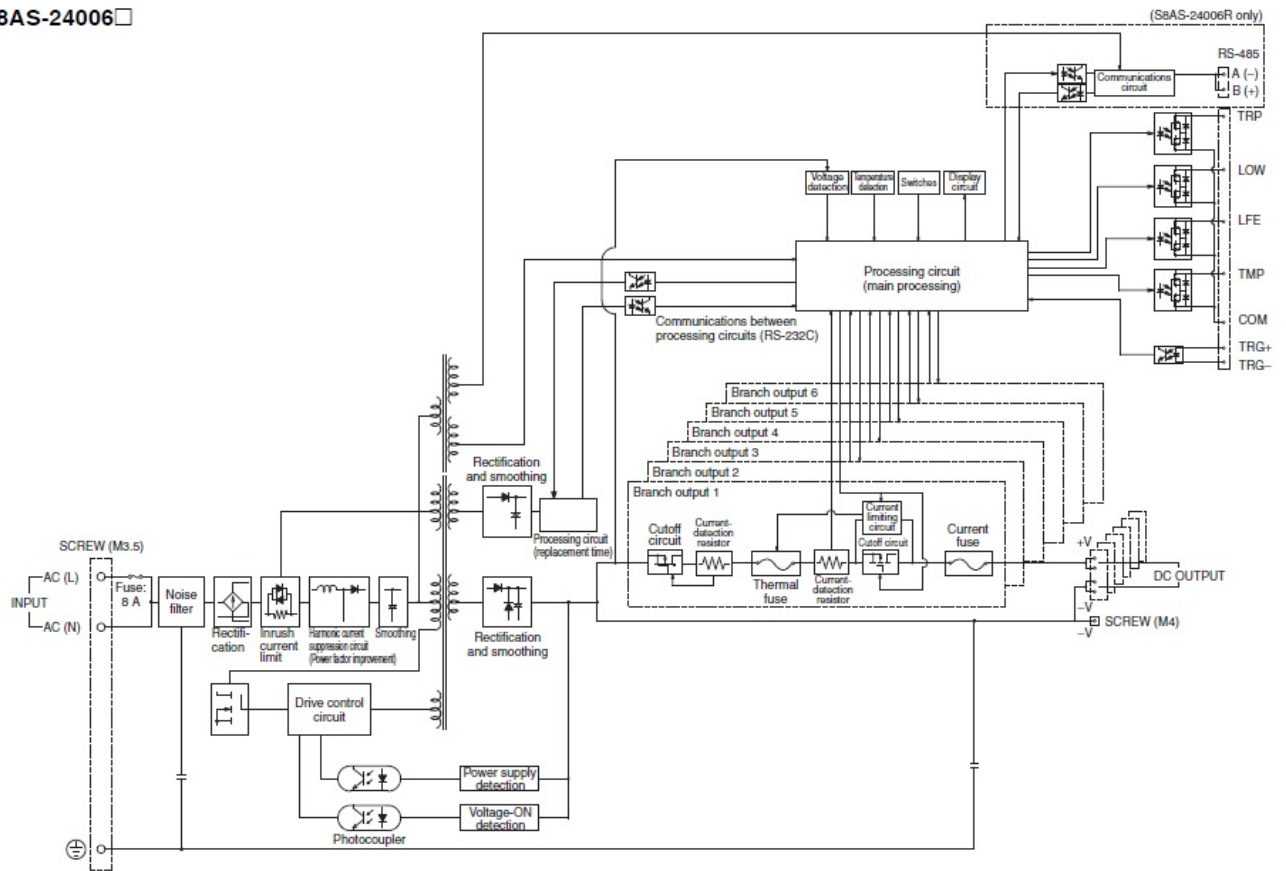 8AS-24006□
(S8AS-24006R only)
RS-485
A (–)
B (+)
Communications
circuit
TRP
LOW
LFE
TMP
COM
TRG+
TRG–
Voltage
detection
Temperature
detection
Switches
Display
circuit
Processing circuit
(main processing)
Communications between
processing circuits (RS-232C)
Branch output 6
Branch output 5
Branch output 4
Branch output 3
Branch output 2
Branch output 1
Rectification
and smoothing
Processing circuit
(replacement time)
Cutoff
circuit
Current-
detection
resistor
Thermal
fuse
Current-
detection
resistor
Current
limiting
circuit
Cutoff circuit
Current
fuse
+V
DC OUTPUT
–V
SCREW (M4)
–V
SCREW (M3.5)
AC (L)
INPUT
AC (N)
Fuse:
8 A
Noise
filter
Rectifi-
cation
Inrush
current
limit
Harmonic current
suppression circuit
(Power factor improvement)
Smoothing
Rectification
and smoothing
Drive control
circuit
Power supply
detection
Voltage-ON
detection
Photocoupler